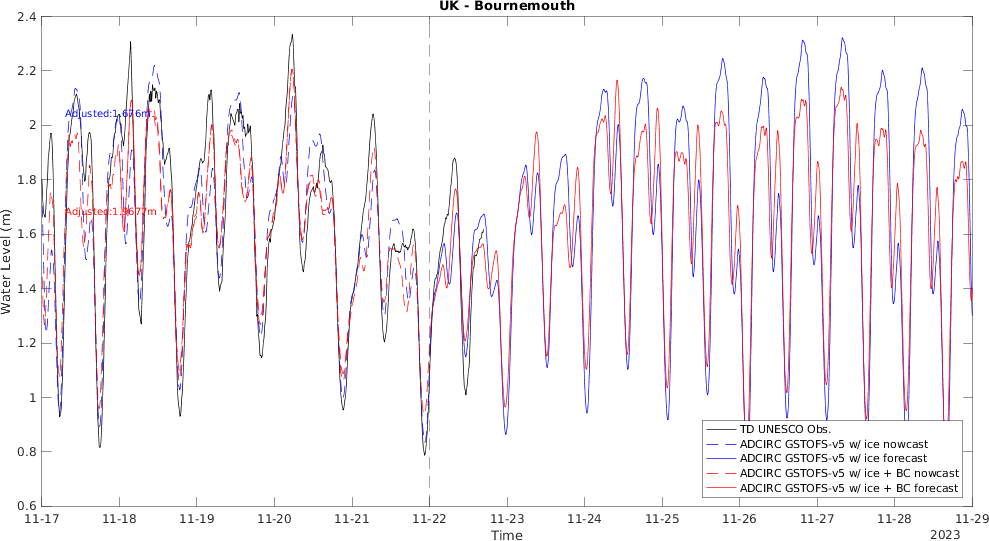 UK - Bournemouth
2.4
2.2
2
1.8
1.6
1.4
1.2
1
0.8
0.6
Water Level (m)
Adjusted:1.676m
Adjusted:1.3677m
TD UNESCO Obs.
ADCIRC GSTOFS-v5 w/ ice nowcast
ADCIRC GSTOFS-v5 w/ ice forecast
ADCIRC GSTOFS-v5 w/ ice + BC nowcast
ADCIRC GSTOFS-v5 w/ ice + BC forecast
11-17 11-18 11-19 11-20 11-21 11-22 11-23 11-24 11-25 11-26 11-27 11-28 11-29
Time
2023